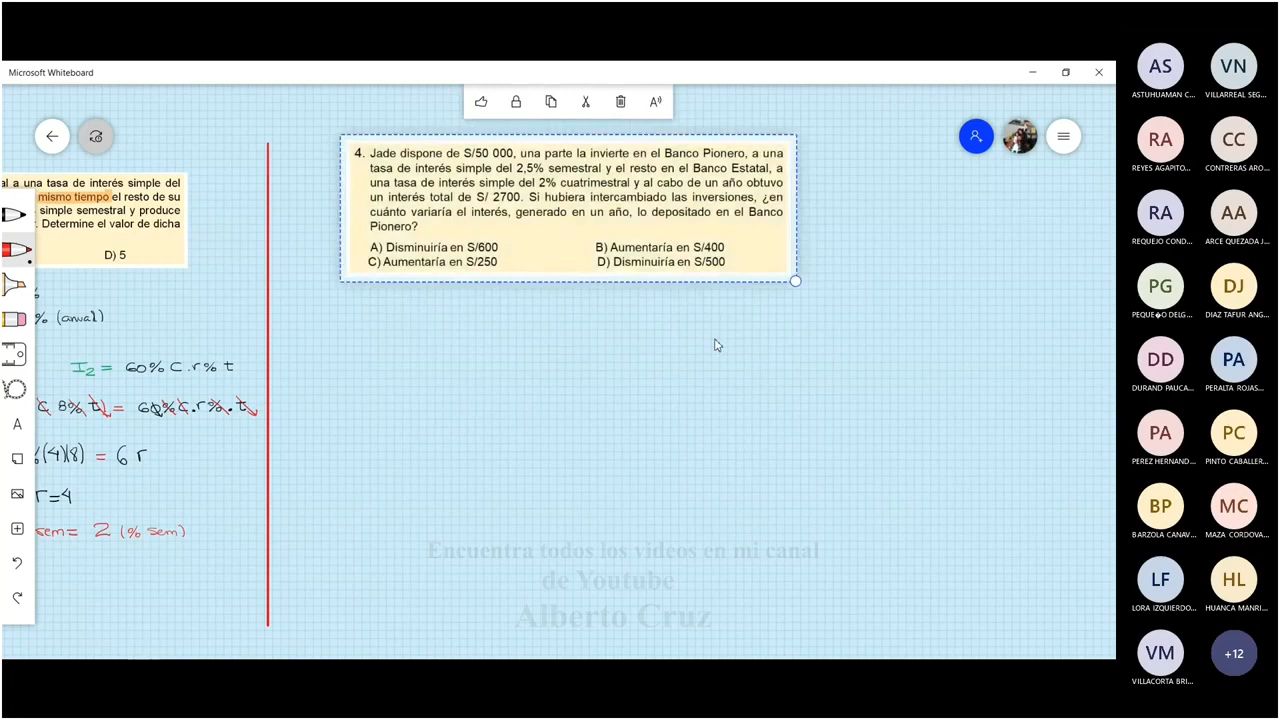 Microsoft Whiteboard
4. Jade dispone de S/50 000, una parte la invierte en el Banco Pionero, a una
tasa de interés simple del 2,5% semestral y el resto en el Banco Estatal, a
una tasa de interés simple del 2% cuatrimestral y al cabo de un año obtuvo
un interés total de S/ 2700. Si hubiera intercambiado las inversiones, ¿en
cuánto variaría el interés, generado en un año, lo depositado en el Banco
Pionero?
A) Disminuiría en S/600 B) Aumentaría en S/400
C) Aumentaría en S/250 D) Disminuiría en S/500
al a una tasa de interés simple del
mismo tiempo el resto de su
simple semestral y produce
r. Determine el valor de dicha
D) 5
%
% (anual)
I2 = 60% C . r% t
C 8% t = 60% C . r% . t
%(4)(8) = 6 r
r = 4
sem = 2 (% sem)
Encuentra todos los videos en mi canal
de Youtube
Alberto Cruz
AS VN
ASTUHUAMAN C... VILLARREAL SEG...
RA CC
REYES AGAPITO... CONTRERAS ARO...
RA AA
REQUEJO COND... ARCE QUEZADA J...
PG DJ
PEQUE�O DELG... DIAZ TAFUR ANG...
DD PA
DURAND PAUCA... PERALTA ROJAS...
PA PC
PEREZ HERNAND... PINTO CABALLER...
BP MC
BARZOLA CANAV... MAZA CORDOVA...
LF HL
LORA IZQUIERDO... HUANCA MANRI...
VM +12
VILLACORTA BRI...